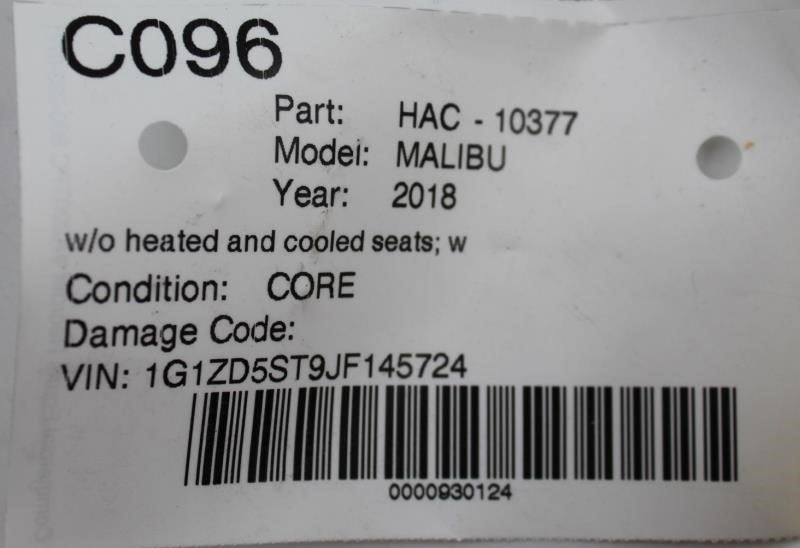 C096
Part: HAC - 10377
Model: MALIBU
Year: 2018
w/o heated and cooled seats; w
Condition: CORE
Damage Code:
VIN: 1G1ZD5ST9JF145724
0000930124